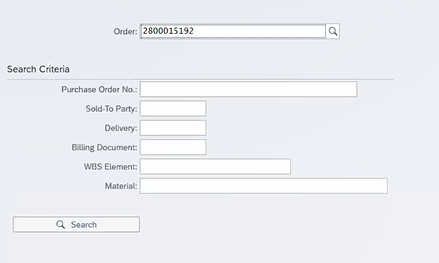 Order: 2800015192
Search Criteria
Purchase Order No.:
Sold-To Party:
Delivery:
Billing Document:
WBS Element:
Material:
Search